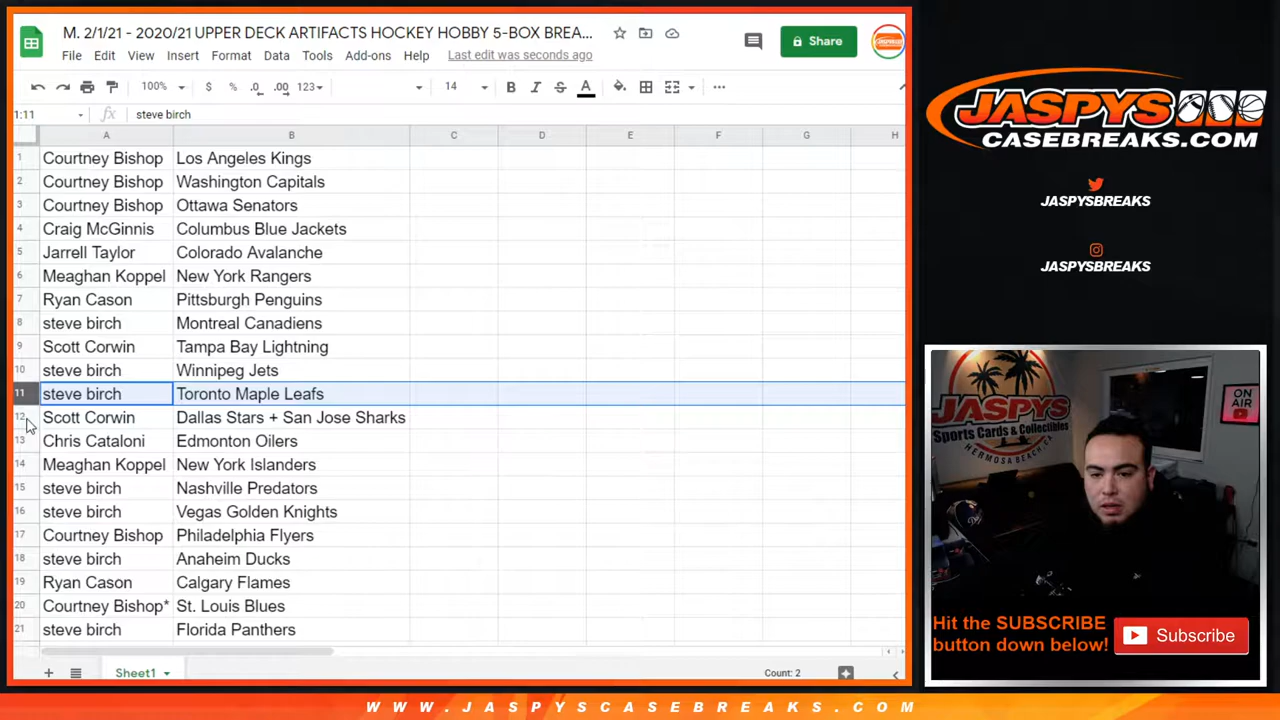 M. 2/1/21 - 2020/21 UPPER DECK ARTIFACTS HOCKEY HOBBY 5-BOX BREA...
File Edit View Insert Format Data Tools Add-ons Help Last edit was seconds ago
Share
100% $ % .0 .00 123 14 B I S A
1:11 fx steve birch
A B C D E F G H
1 Courtney Bishop Los Angeles Kings
2 Courtney Bishop Washington Capitals
3 Courtney Bishop Ottawa Senators
4 Craig McGinnis Columbus Blue Jackets
5 Jarrell Taylor Colorado Avalanche
6 Meaghan Koppel New York Rangers
7 Ryan Cason Pittsburgh Penguins
8 steve birch Montreal Canadiens
9 Scott Corwin Tampa Bay Lightning
10 steve birch Winnipeg Jets
11 steve birch Toronto Maple Leafs
12 Scott Corwin Dallas Stars + San Jose Sharks
13 Chris Cataloni Edmonton Oilers
14 Meaghan Koppel New York Islanders
15 steve birch Nashville Predators
16 steve birch Vegas Golden Knights
17 Courtney Bishop Philadelphia Flyers
18 steve birch Anaheim Ducks
19 Ryan Cason Calgary Flames
20 Courtney Bishop* St. Louis Blues
21 steve birch Florida Panthers
Sheet1 Count: 2
JASPYS
CASEBREAKS.COM
JASPYSBREAKS
JASPYSBREAKS
JASPYS
Sports Cards & Collectibles
HERMOSA BEACH, CA
ON
AIR
Hit the SUBSCRIBE
button down below!
Subscribe
WWW.JASPYSCASEBREAKS.COM